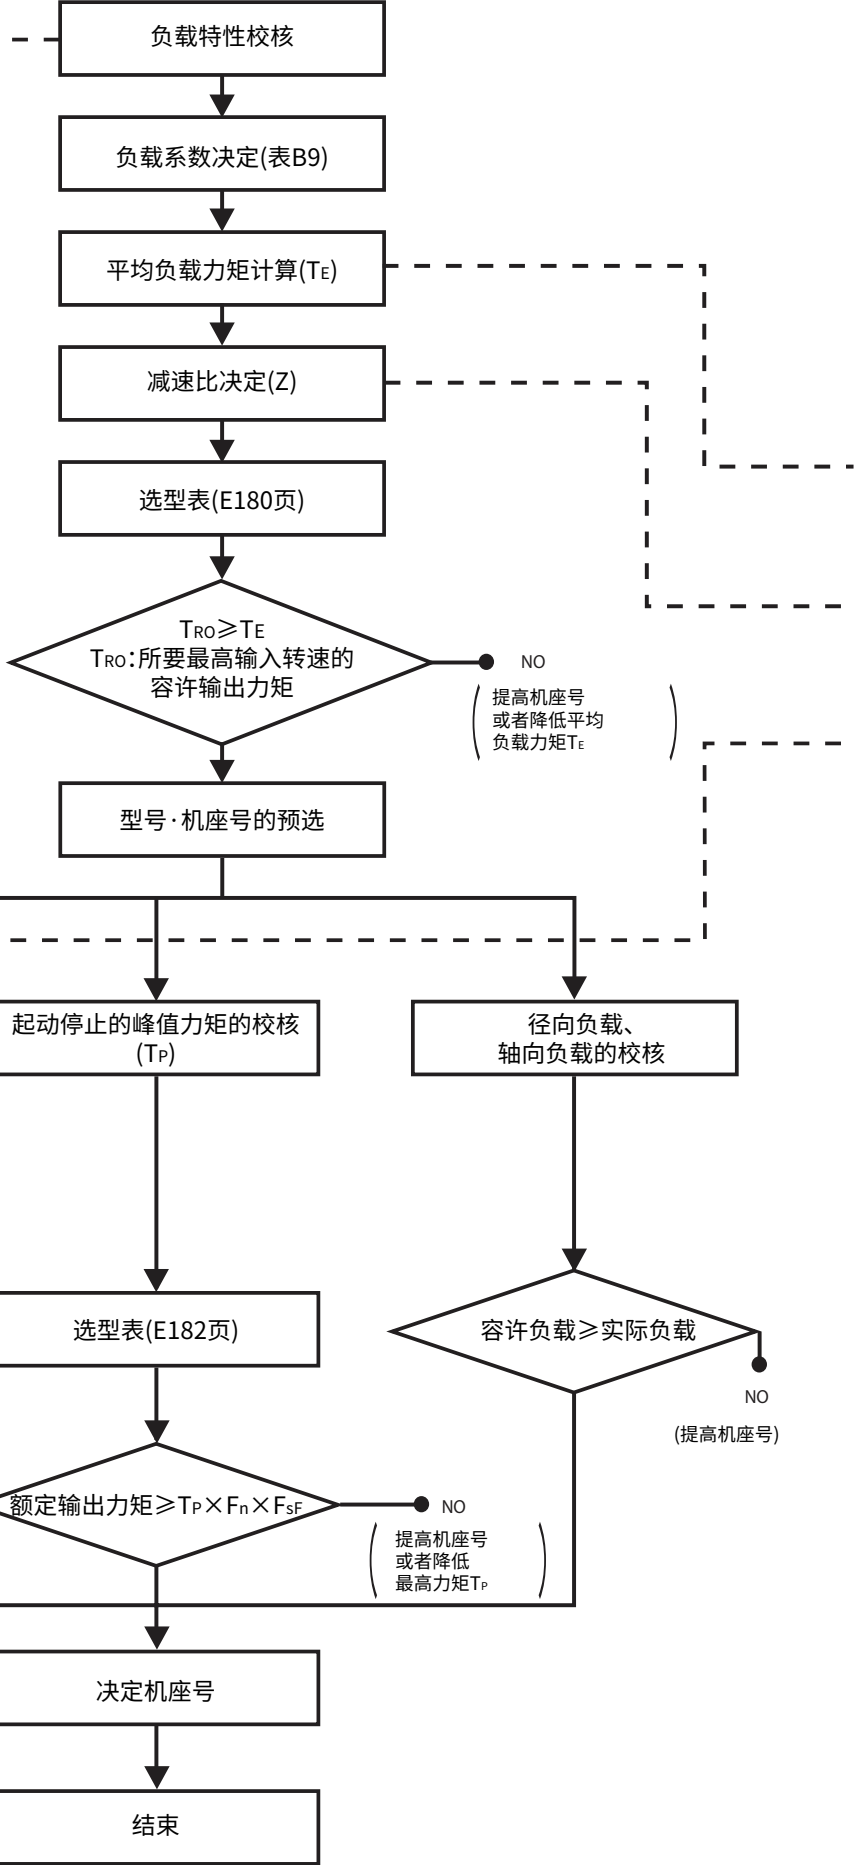 负载特性校核
负载系数决定(表B9)
平均负载力矩计算(TE)
减速比决定(Z)
选型表(E180页)
TRO≥TE
TRO:所要最高输入转速的
容许输出力矩
NO
提高机座号
或者降低平均
负载力矩TE
型号·机座号的预选
起动停止的峰值力矩的校核
(TP)
径向负载、
轴向负载的校核
选型表(E182页)
容许负载≥实际负载
NO
(提高机座号)
额定输出力矩≥TP×Fn×FsF
NO
提高机座号
或者降低
最高力矩TP
决定机座号
结束